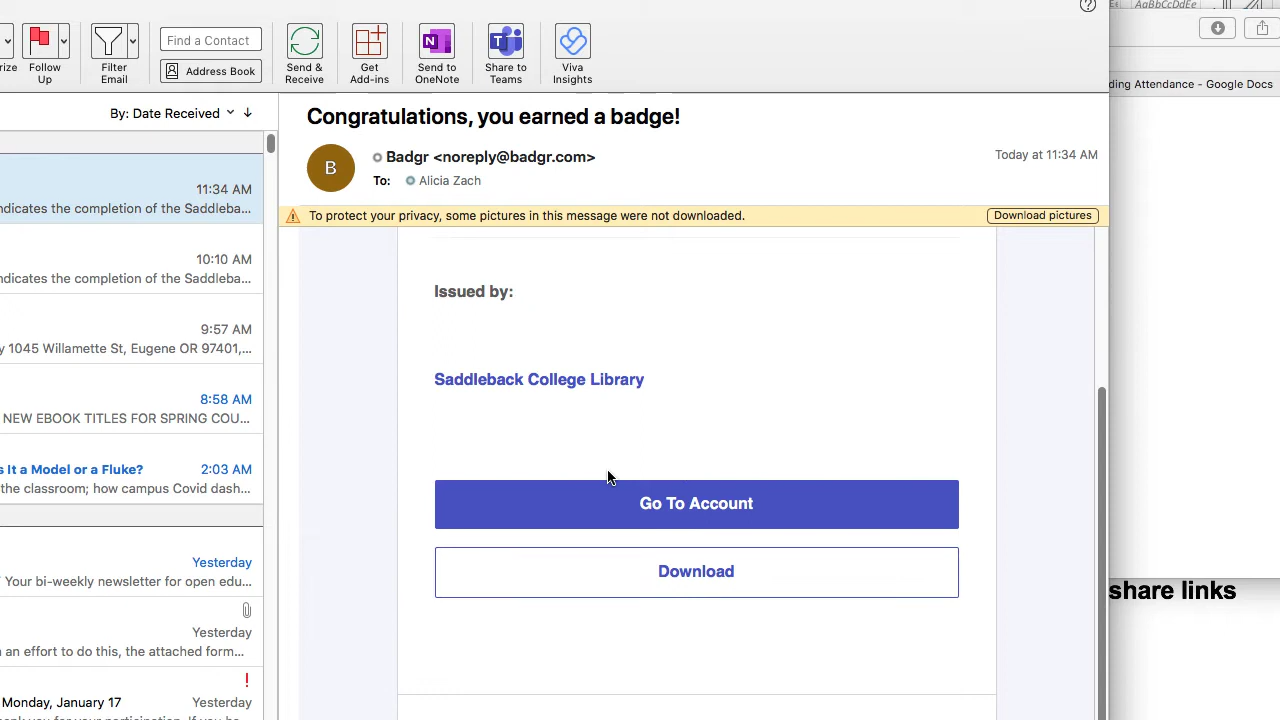 AaBbCcDdEe
rize
Follow Up
Filter Email
Find a Contact
Address Book
Send & Receive
Get Add-ins
N
Send to OneNote
Share to Teams
Viva Insights
ding Attendance - Google Docs
By: Date Received
Congratulations, you earned a badge!
B
Badgr <noreply@badgr.com>
Today at 11:34 AM
To: Alicia Zach
To protect your privacy, some pictures in this message were not downloaded.
Download pictures
11:34 AM
ndicates the completion of the Saddleba...
10:10 AM
ndicates the completion of the Saddleba...
9:57 AM
y 1045 Willamette St, Eugene OR 97401,...
8:58 AM
NEW EBOOK TITLES FOR SPRING COU...
s It a Model or a Fluke?
2:03 AM
the classroom; how campus Covid dash...
Yesterday
Your bi-weekly newsletter for open edu...
Yesterday
n an effort to do this, the attached form...
Monday, January 17
Yesterday
Issued by:
Saddleback College Library
Go To Account
Download
share links